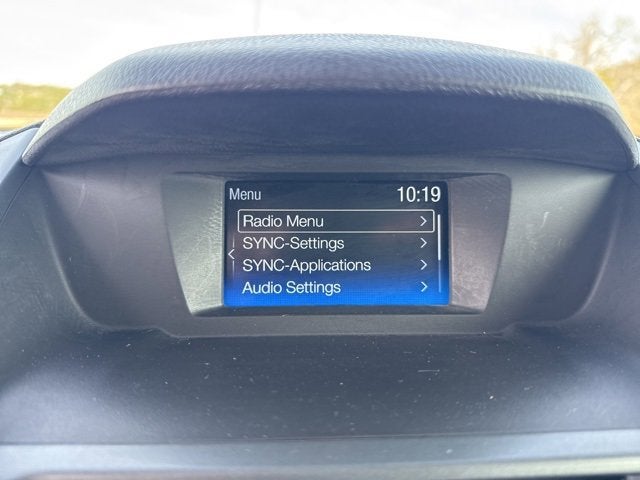 Menu 10:19
Radio Menu >
SYNC-Settings >
< SYNC-Applications >
Audio Settings >